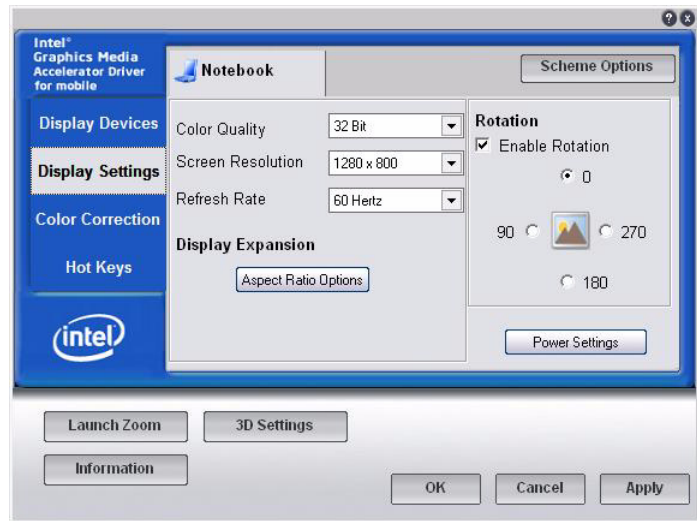 Intel®
Graphics Media
Accelerator Driver
for mobile
Notebook
Scheme Options
Display Devices
Display Settings
Color Correction
Hot Keys
intel
Color Quality
32 Bit
Screen Resolution
1280 x 800
Refresh Rate
60 Hertz
Display Expansion
Aspect Ratio Options
Rotation
Enable Rotation
0
90
270
180
Power Settings
Launch Zoom
3D Settings
Information
OK
Cancel
Apply